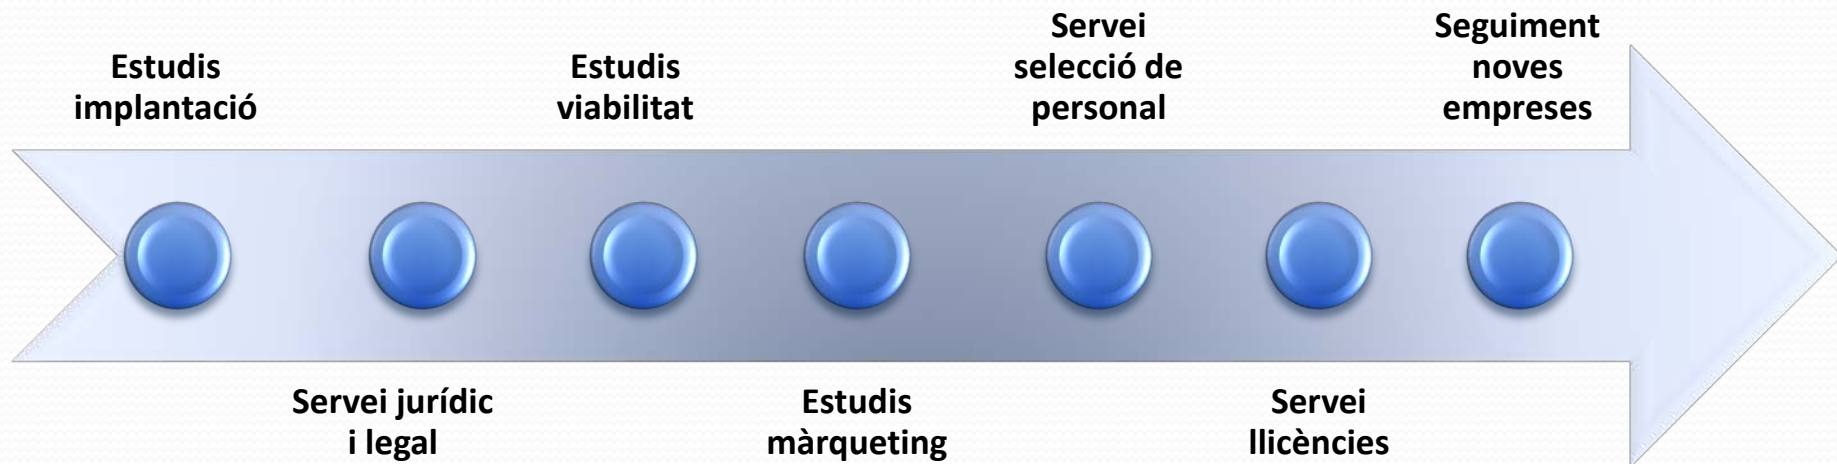 Estudis
implantació
Servei jurídic
i legal
Estudis
viabilitat
Estudis
màrqueting
Servei
selecció de
personal
Servei
llicències
Seguiment
noves
empreses